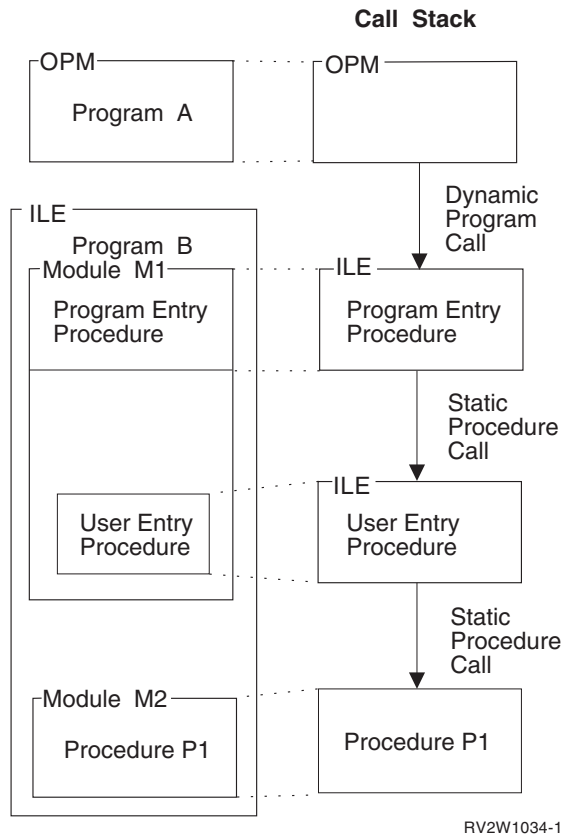 Call Stack
OPM
Program A
OPM
Dynamic
Program
Call
ILE
Program B
Module M1
Program Entry
Procedure
ILE
Program Entry
Procedure
Static
Procedure
Call
User Entry
Procedure
ILE
User Entry
Procedure
Static
Procedure
Call
Module M2
Procedure P1
Procedure P1
RV2W1034-1